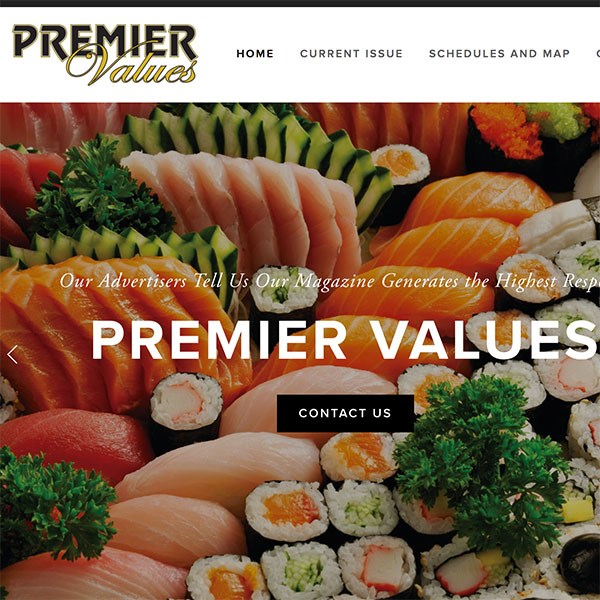 PREMIER
Values
HOME CURRENT ISSUE SCHEDULES AND MAP
Our Advertisers Tell Us Our Magazine Generates the Highest
PREMIER VALUES
CONTACT US